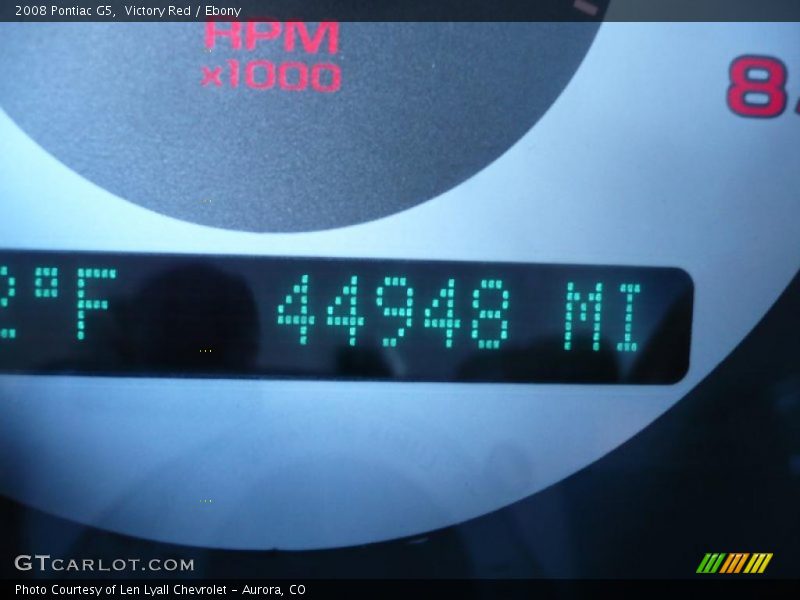 2008 Pontiac G5, Victory Red / Ebony
RPM
x1000
8
2°F 44948 MI
GTCARLOT.COM
Photo Courtesy of Len Lyall Chevrolet - Aurora, CO